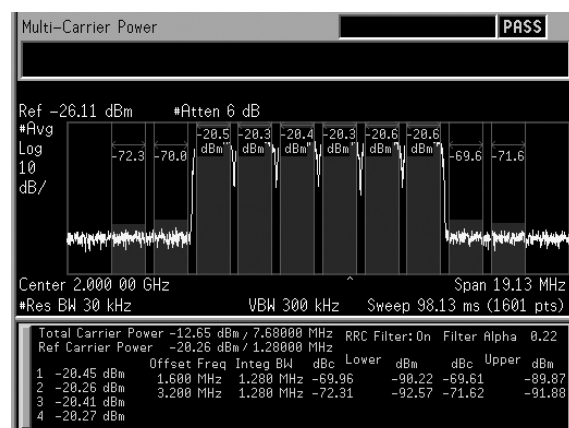 Multi-Carrier Power PASS
Ref -26.11 dBm #Atten 6 dB
#Avg
Log
10
dB/
-20.5 -20.3 -20.4 -20.3 -20.6 -20.6
dBm dBm dBm dBm dBm dBm
-72.3 -70.0 -69.6 -71.6
Center 2.000 00 GHz ^ Span 19.13 MHz
#Res BW 30 kHz VBW 300 kHz Sweep 98.13 ms (1601 pts)
Total Carrier Power -12.65 dBm/7.68000 MHz RRC Filter: On Filter Alpha 0.22
Ref Carrier Power -20.26 dBm/1.28000 MHz
Lower Upper
Offset Freq Integ BW dBc dBm dBc dBm
1 -20.45 dBm 1.600 MHz 1.280 MHz -69.96 -90.22 -69.61 -89.87
2 -20.26 dBm 3.200 MHz 1.280 MHz -72.31 -92.57 -71.62 -91.88
3 -20.41 dBm
4 -20.27 dBm